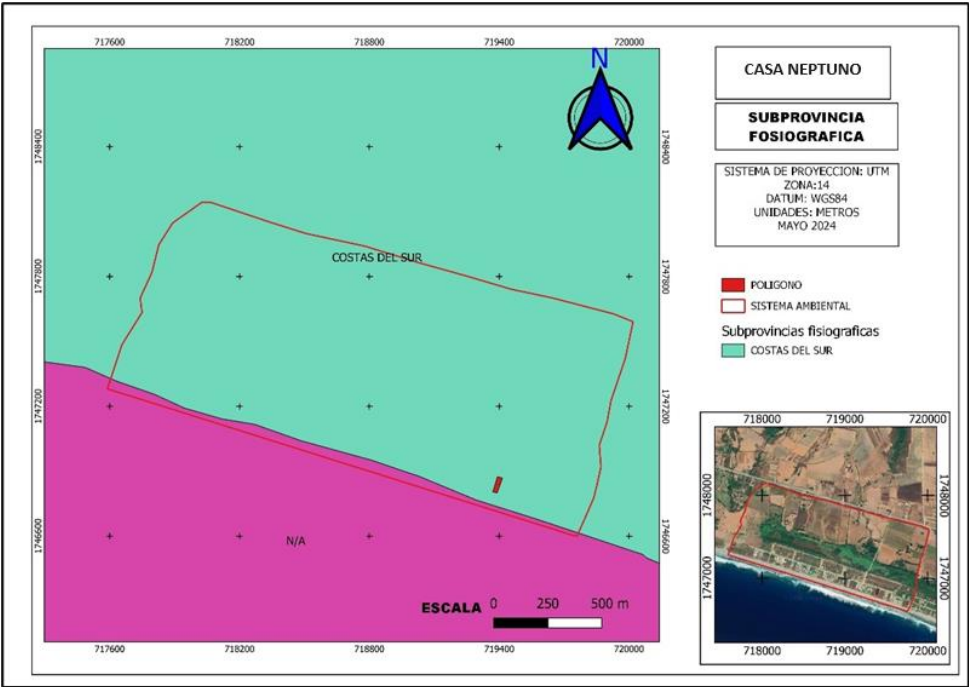 717600 718200 718800 719400 720000
N
1748400 1748400
COSTAS DEL SUR
1747800 1747800
1747200 1747200
1746600 1746600
N/A
ESCALA 0 250 500 m
717600 718200 718800 719400 720000
CASA NEPTUNO
SUBPROVINCIA
FOSIOGRAFICA
SISTEMA DE PROYECCION: UTM
ZONA:14
DATUM: WGS84
UNIDADES: METROS
MAYO 2024
POLIGONO
SISTEMA AMBIENTAL
Subprovincias fisiograficas
COSTAS DEL SUR
718000 719000 720000
1748000 1748000
1747000 1747000
718000 719000 720000